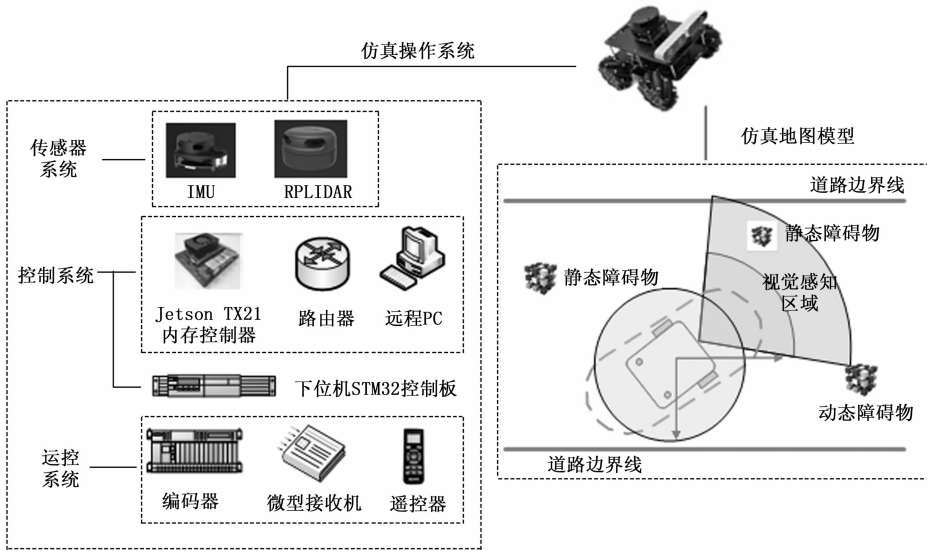 仿真操作系统
传感器
系统
IMU
RPLIDAR
控制系统
Jetson TX21
内存控制器
路由器
远程PC
下位机STM32控制板
运控
系统
编码器
微型接收机
遥控器
仿真地图模型
道路边界线
静态障碍物
静态障碍物
视觉感知
区域
动态障碍物
道路边界线